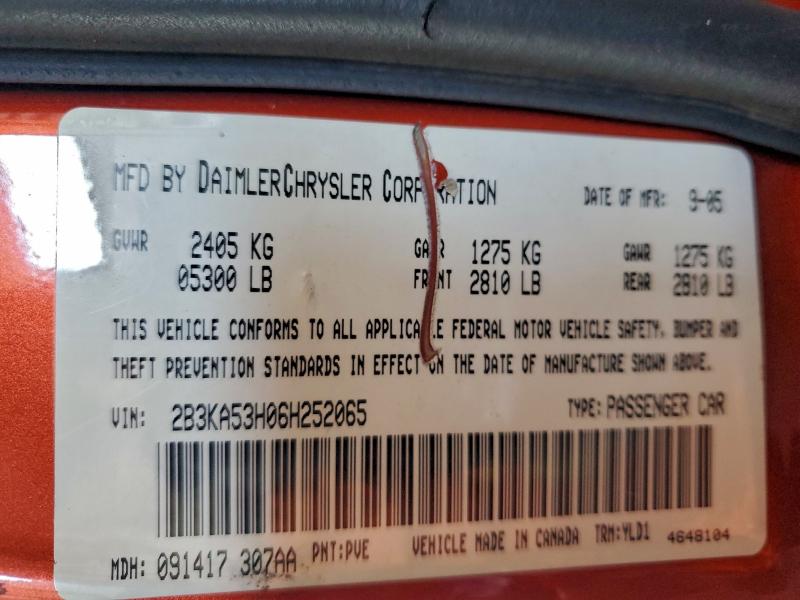 MFD BY DAIMLERCHRYSLER CORPORATION DATE OF MFR: 9-05
GVWR 2405 KG GAWR 1275 KG GAWR 1275 KG
05300 LB FRONT 2810 LB REAR 2810 LB
THIS VEHICLE CONFORMS TO ALL APPLICABLE FEDERAL MOTOR VEHICLE SAFETY, BUMPER AND
THEFT PREVENTION STANDARDS IN EFFECT ON THE DATE OF MANUFACTURE SHOWN ABOVE.
VIN: 2B3KA53H06H252065 TYPE: PASSENGER CAR
MDH: 091417 307AA PNT: PVE VEHICLE MADE IN CANADA TRM: YLD1 4648104